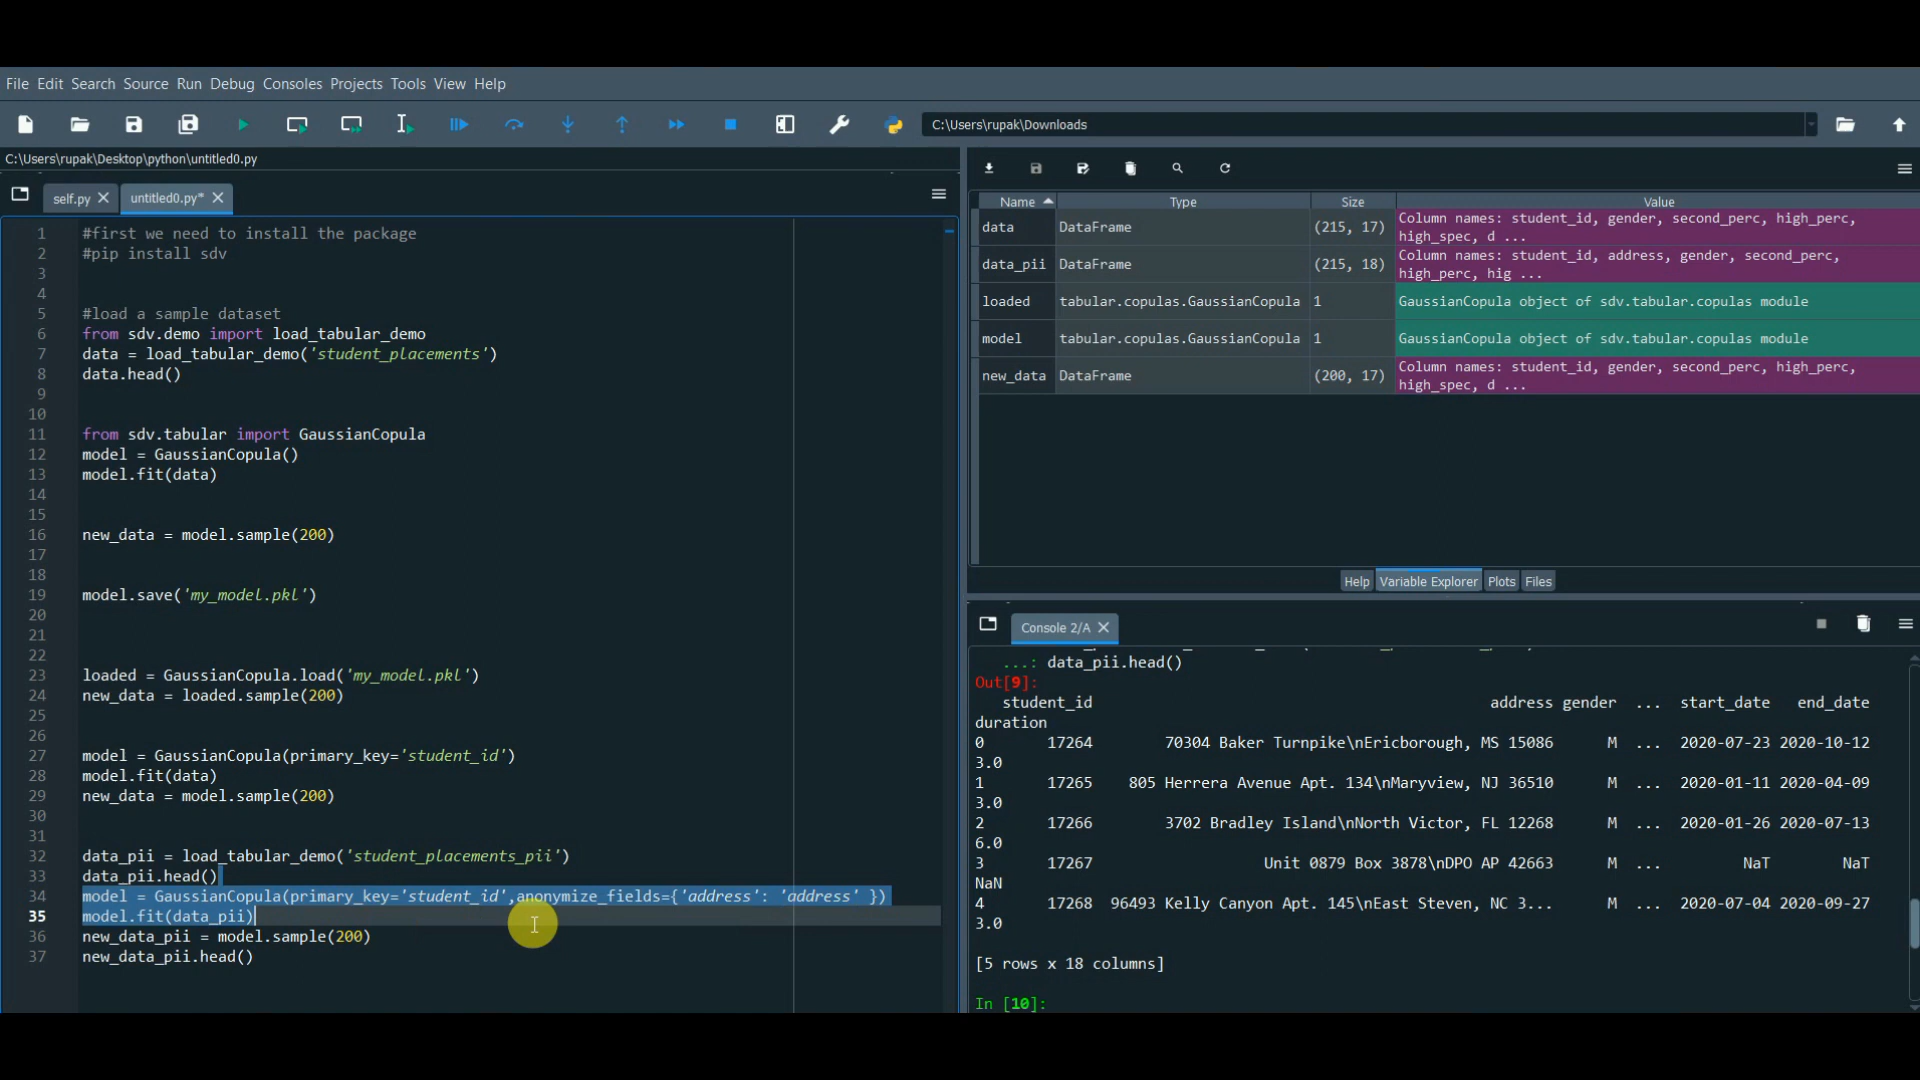 File Edit Search Source Run Debug Consoles Projects Tools View Help
C:\Users\rupak\Downloads
C:\Users\rupak\Desktop\python\untitled0.py
self.py
untitled0.py*
1 #first we need to install the package
2 #pip install sdv
3
4
5 #load a sample dataset
6 from sdv.demo import load_tabular_demo
7 data = load_tabular_demo('student_placements')
8 data.head()
9
10
11 from sdv.tabular import GaussianCopula
12 model = GaussianCopula()
13 model.fit(data)
14
15
16 new_data = model.sample(200)
17
18
19 model.save('my_model.pkl')
20
21
22
23 loaded = GaussianCopula.load('my_model.pkl')
24 new_data = loaded.sample(200)
25
26
27 model = GaussianCopula(primary_key='student_id')
28 model.fit(data)
29 new_data = model.sample(200)
30
31
32 data_pii = load_tabular_demo('student_placements_pii')
33 data_pii.head()
34 model = GaussianCopula(primary_key='student_id',anonymize_fields={'address': 'address' })
35 model.fit(data_pii)
36 new_data_pii = model.sample(200)
37 new_data_pii.head()
Name Type Size Value
data DataFrame (215, 17) Column names: student_id, gender, second_perc, high_perc,
high_spec, d ...
data_pii DataFrame (215, 18) Column names: student_id, address, gender, second_perc,
high_perc, hig ...
loaded tabular.copulas.GaussianCopula 1 GaussianCopula object of sdv.tabular.copulas module
model tabular.copulas.GaussianCopula 1 GaussianCopula object of sdv.tabular.copulas module
new_data DataFrame (200, 17) Column names: student_id, gender, second_perc, high_perc,
high_spec, d ...
Help Variable Explorer Plots Files
Console 2/A
...: data_pii.head()
Out[9]:
student_id address gender ... start_date end_date
duration
0 17264 70304 Baker Turnpike\nEricborough, MS 15086 M ... 2020-07-23 2020-10-12
3.0
1 17265 805 Herrera Avenue Apt. 134\nMaryview, NJ 36510 M ... 2020-01-11 2020-04-09
3.0
2 17266 3702 Bradley Island\nNorth Victor, FL 12268 M ... 2020-01-26 2020-07-13
6.0
3 17267 Unit 0879 Box 3878\nDPO AP 42663 M ... NaT NaT
NaN
4 17268 96493 Kelly Canyon Apt. 145\nEast Steven, NC 3... M ... 2020-07-04 2020-09-27
3.0
[5 rows x 18 columns]
In [10]: